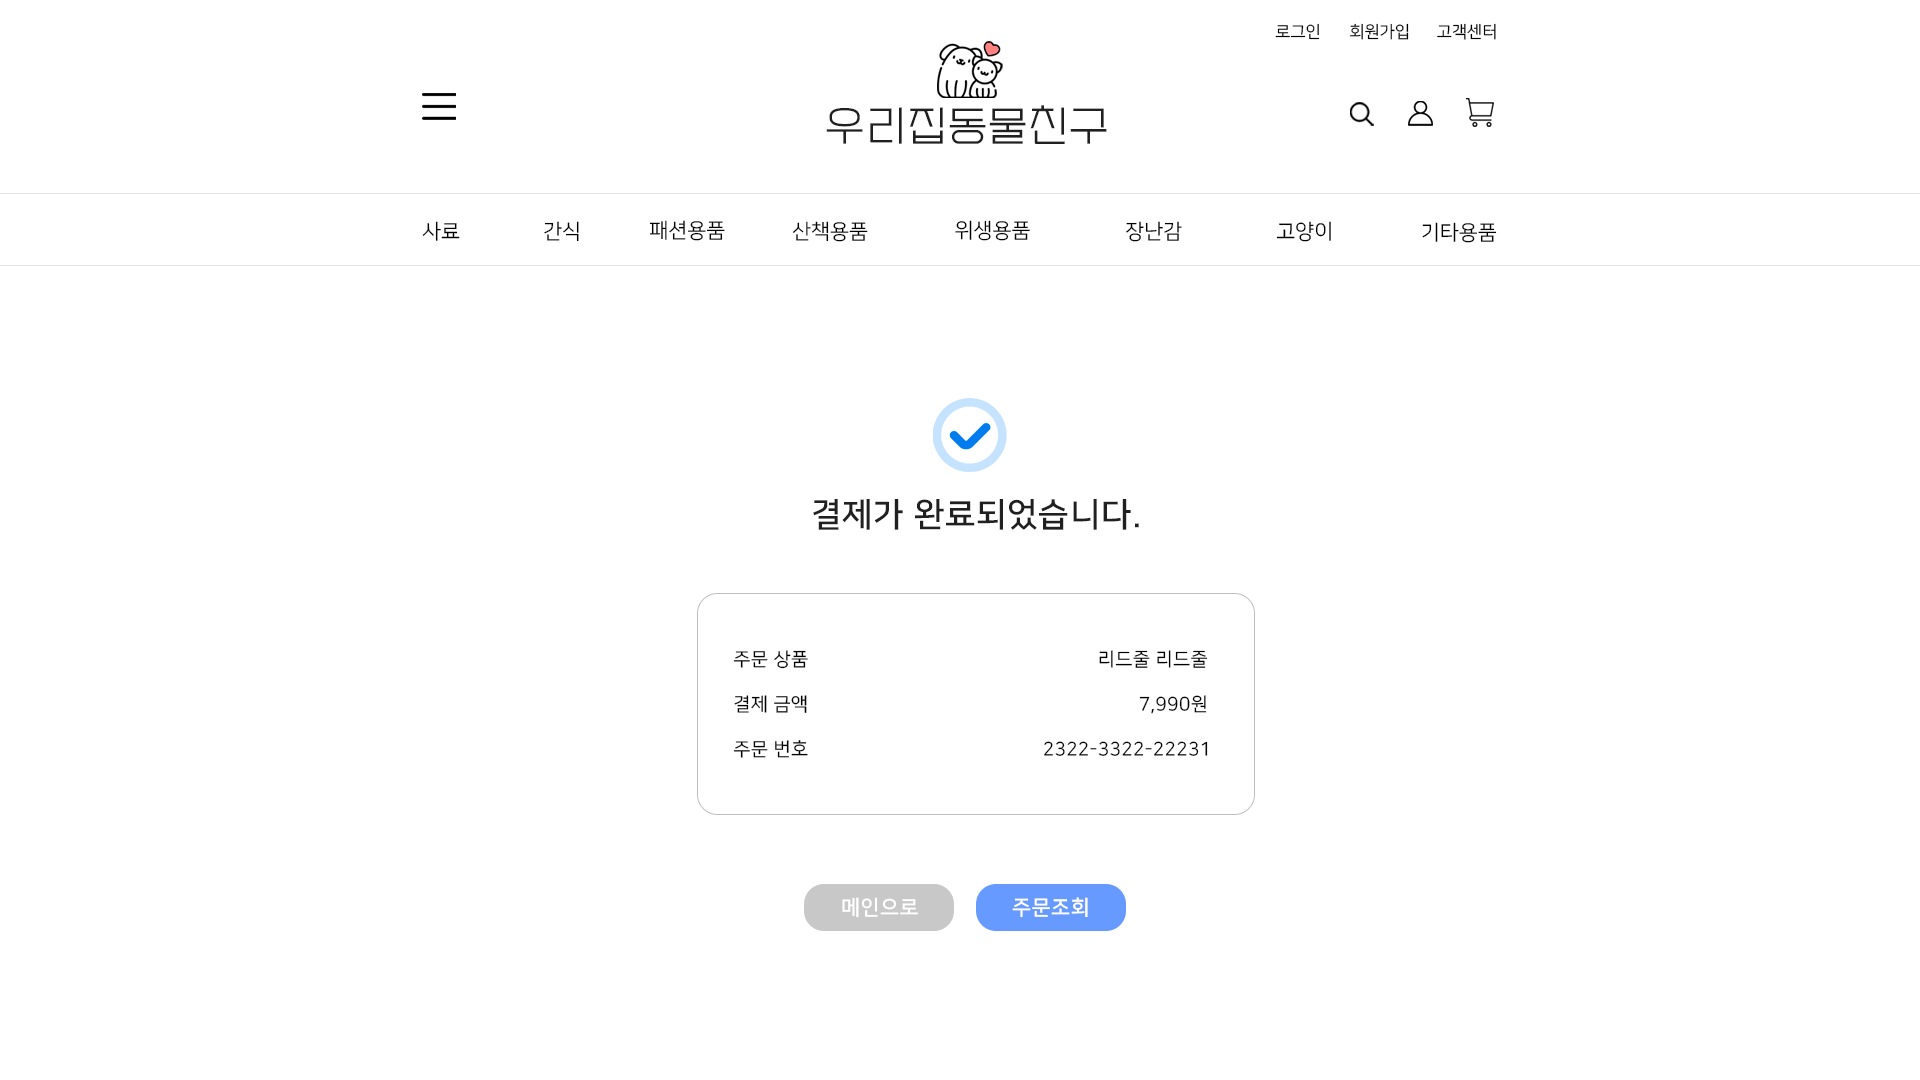 로그인 회원가입 고객센터
우리집동물친구
사료 간식 패션용품 산책용품 위생용품 장난감 고양이 기타용품
결제가 완료되었습니다.
주문 상품 리드줄 리드줄
결제 금액 7,990원
주문 번호 2322-3322-22231
메인으로 주문조회